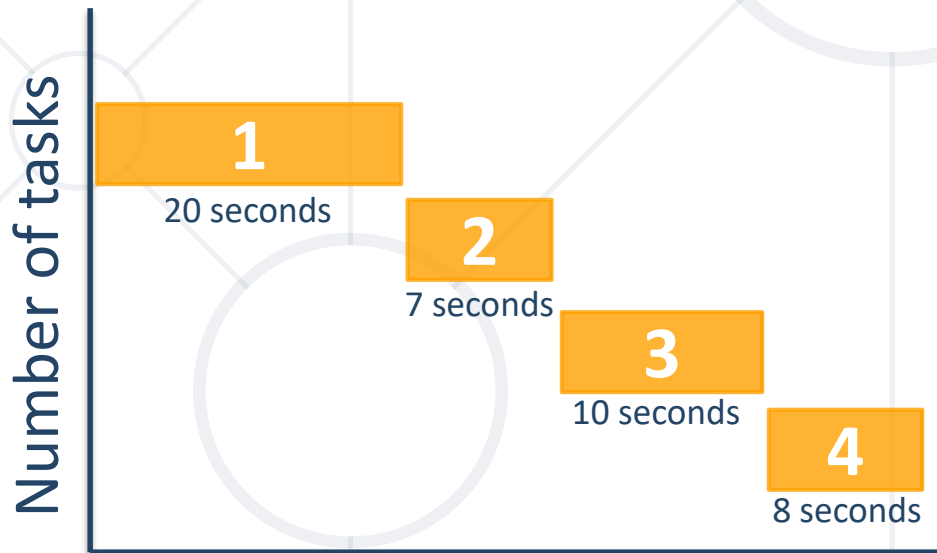 Number of tasks
1
20 seconds
2
7 seconds
3
10 seconds
4
8 seconds